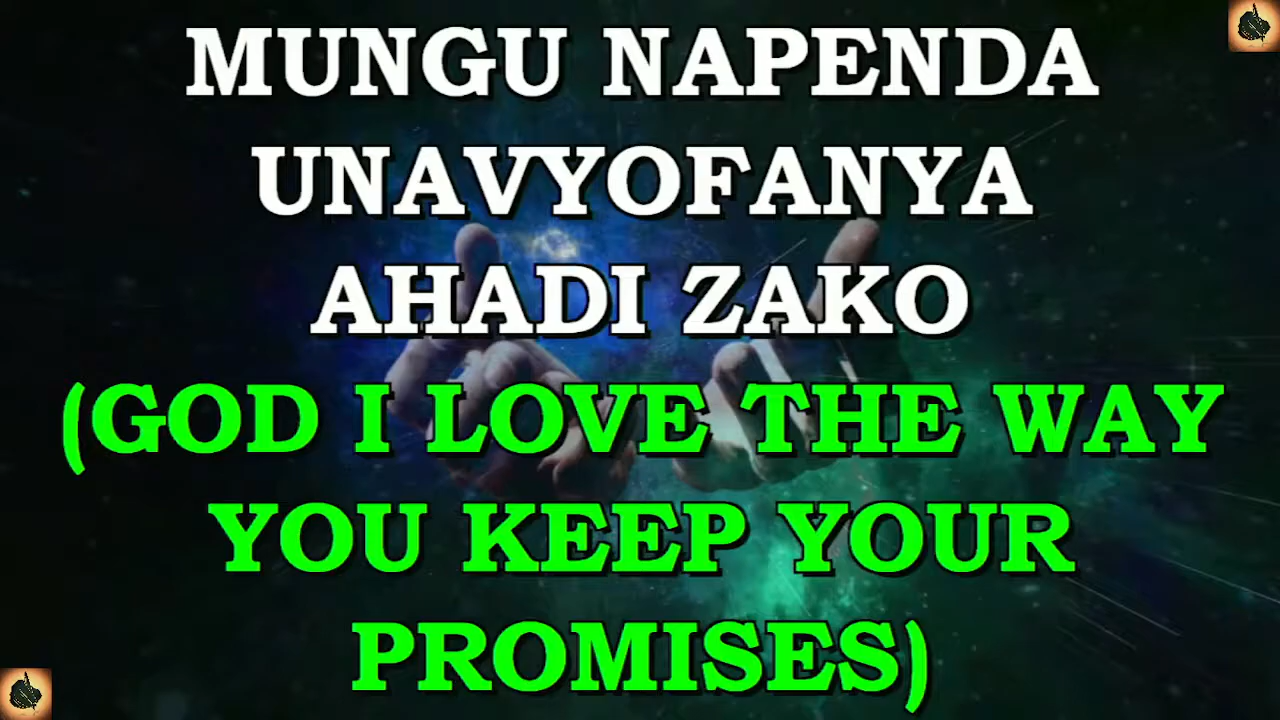 MUNGU NAPENDA
UNAVYOFANYA
AHADI ZAKO
(GOD I LOVE THE WAY
YOU KEEP YOUR
PROMISES)